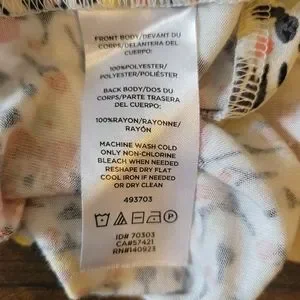 FRONT BODY/DEVANT DU
CORPS/DELANTERA DEL
CUERPO:
100%POLYESTER/
POLYESTER/POLIÉSTER
BACK BODY/DOS DU
CORPS/PARTE TRASERA
DEL CUERPO:
100%RAYON/RAYONNE/
RAYÓN
MACHINE WASH COLD
ONLY NON-CHLORINE
BLEACH WHEN NEEDED
RESHAPE DRY FLAT
COOL IRON IF NEEDED
OR DRY CLEAN
493703
ID# 70303
CA#57421
RN#140923